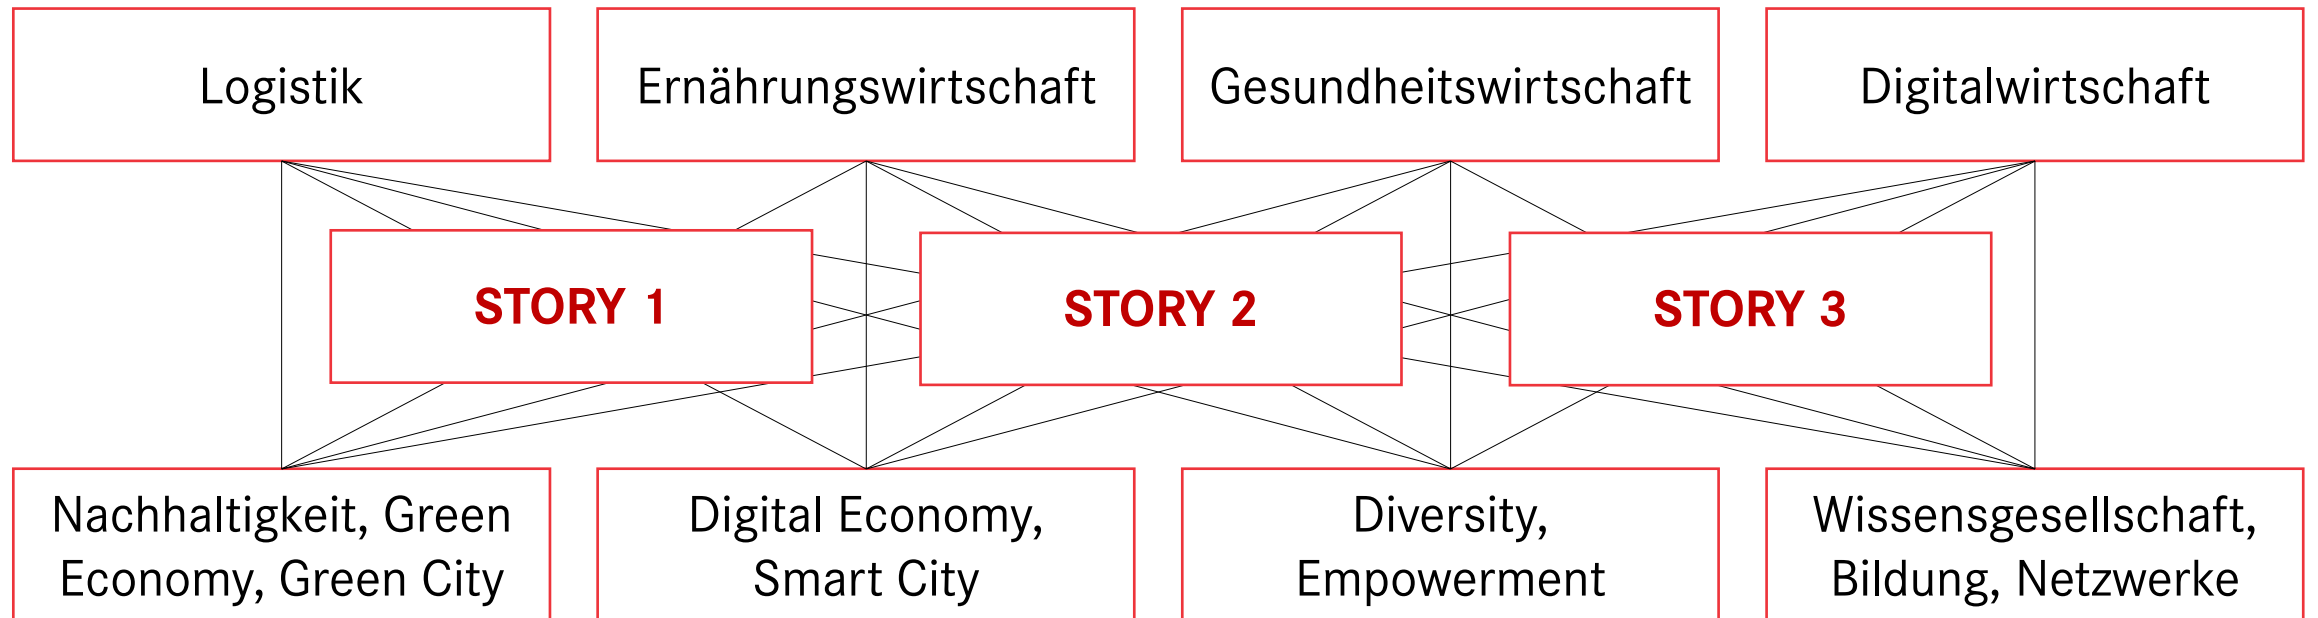 Logistik
Ernährungswirtschaft
Gesundheitswirtschaft
Digitalwirtschaft
STORY 1
STORY 2
STORY 3
Nachhaltigkeit, Green
Economy, Green City
Digital Economy,
Smart City
Diversity,
Empowerment
Wissensgesellschaft,
Bildung, Netzwerke